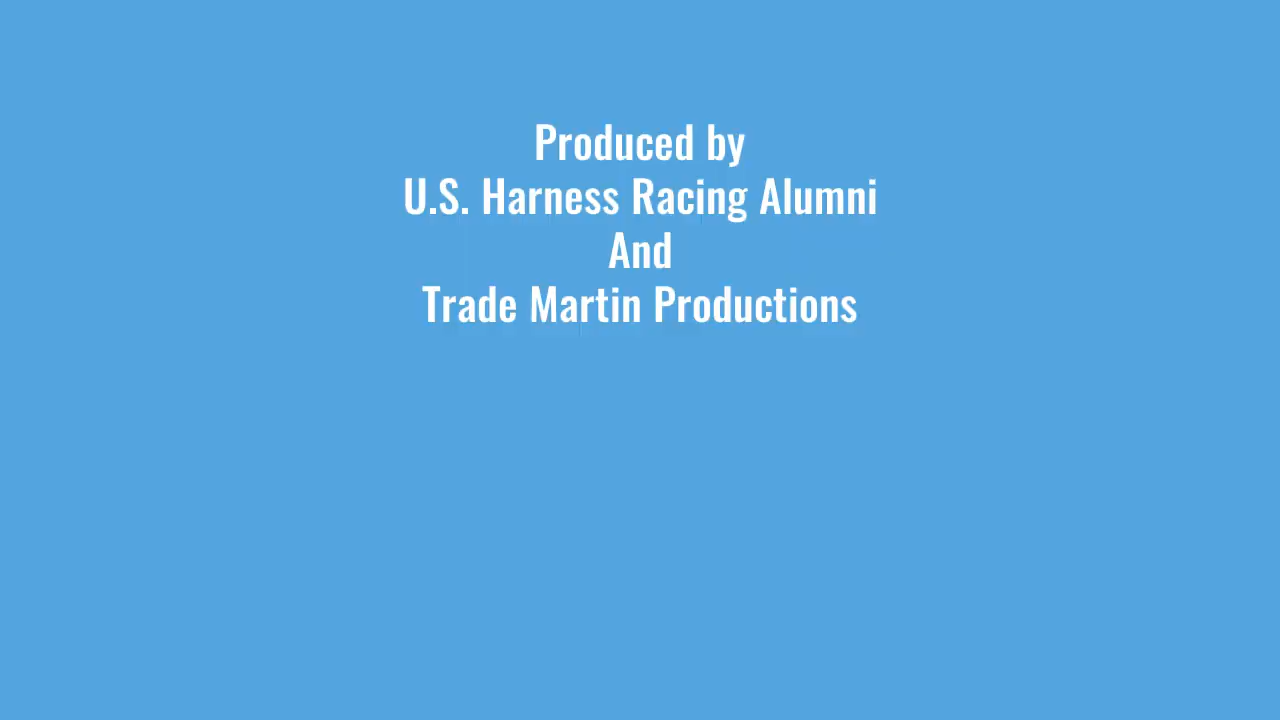 Produced by
U.S. Harness Racing Alumni
And
Trade Martin Productions